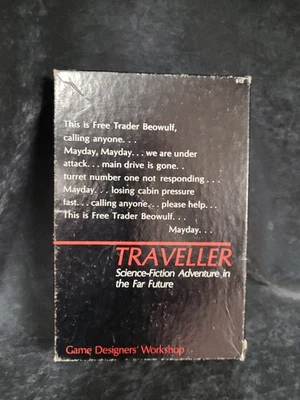 This is Free Trader Beowulf,
calling anyone. . .
Mayday, Mayday. . . we are under
attack. . . main drive is gone. .
turret number one not responding . . .
Mayday. . . losing cabin pressure
fast. . . calling anyone. . . please help. . .
This is Free Trader Beowulf. . .
Mayday. . .
TRAVELLER
Science-Fiction Adventure in
the Far Future
Game Designers' Workshop